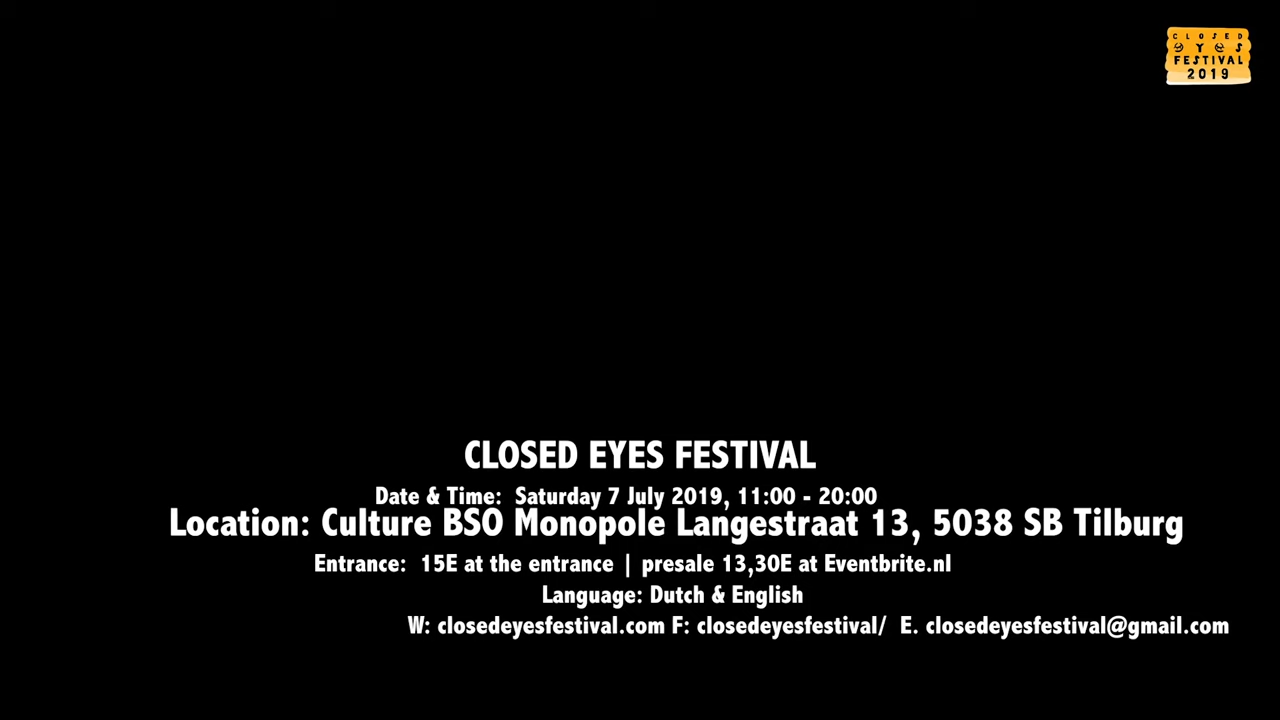 CLOSED
eyes
FESTIVAL
2019
CLOSED EYES FESTIVAL
Date & Time:  Saturday 7 July 2019, 11:00 - 20:00
Location: Culture BSO Monopole Langestraat 13, 5038 SB Tilburg
Entrance:  15E at the entrance | presale 13,30E at Eventbrite.nl
Language: Dutch & English
W: closedeyesfestival.com F: closedeyesfestival/  E. closedeyesfestival@gmail.com